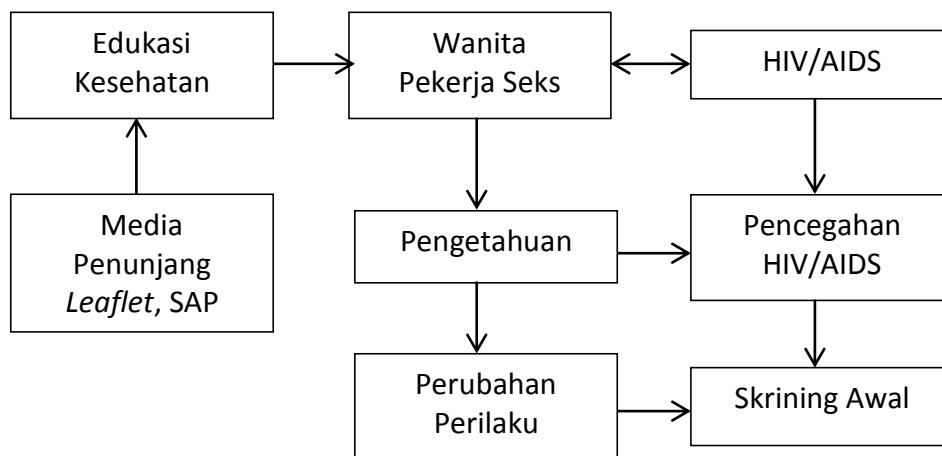 Edukasi
Kesehatan
Wanita
Pekerja Seks
HIV/AIDS
Media
Penunjang
Leaflet, SAP
Pengetahuan
Pencegahan
HIV/AIDS
Perubahan
Perilaku
Skrining Awal